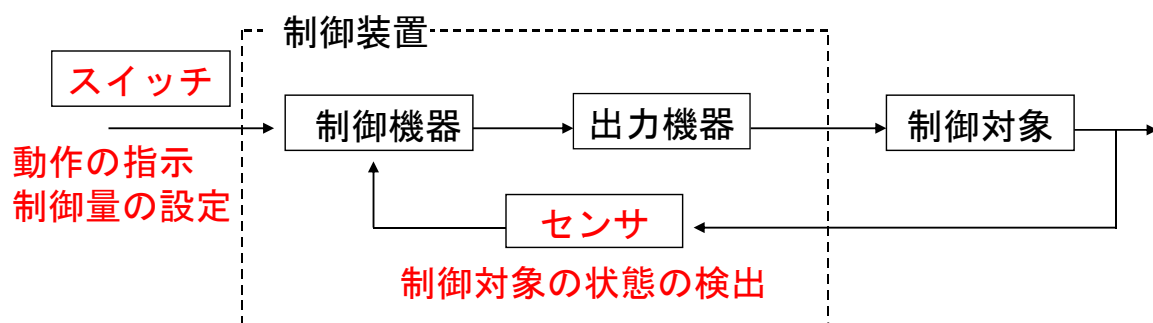 制御装置
スイッチ
制御機器
出力機器
制御対象
動作の指示
制御量の設定
センサ
制御対象の状態の検出